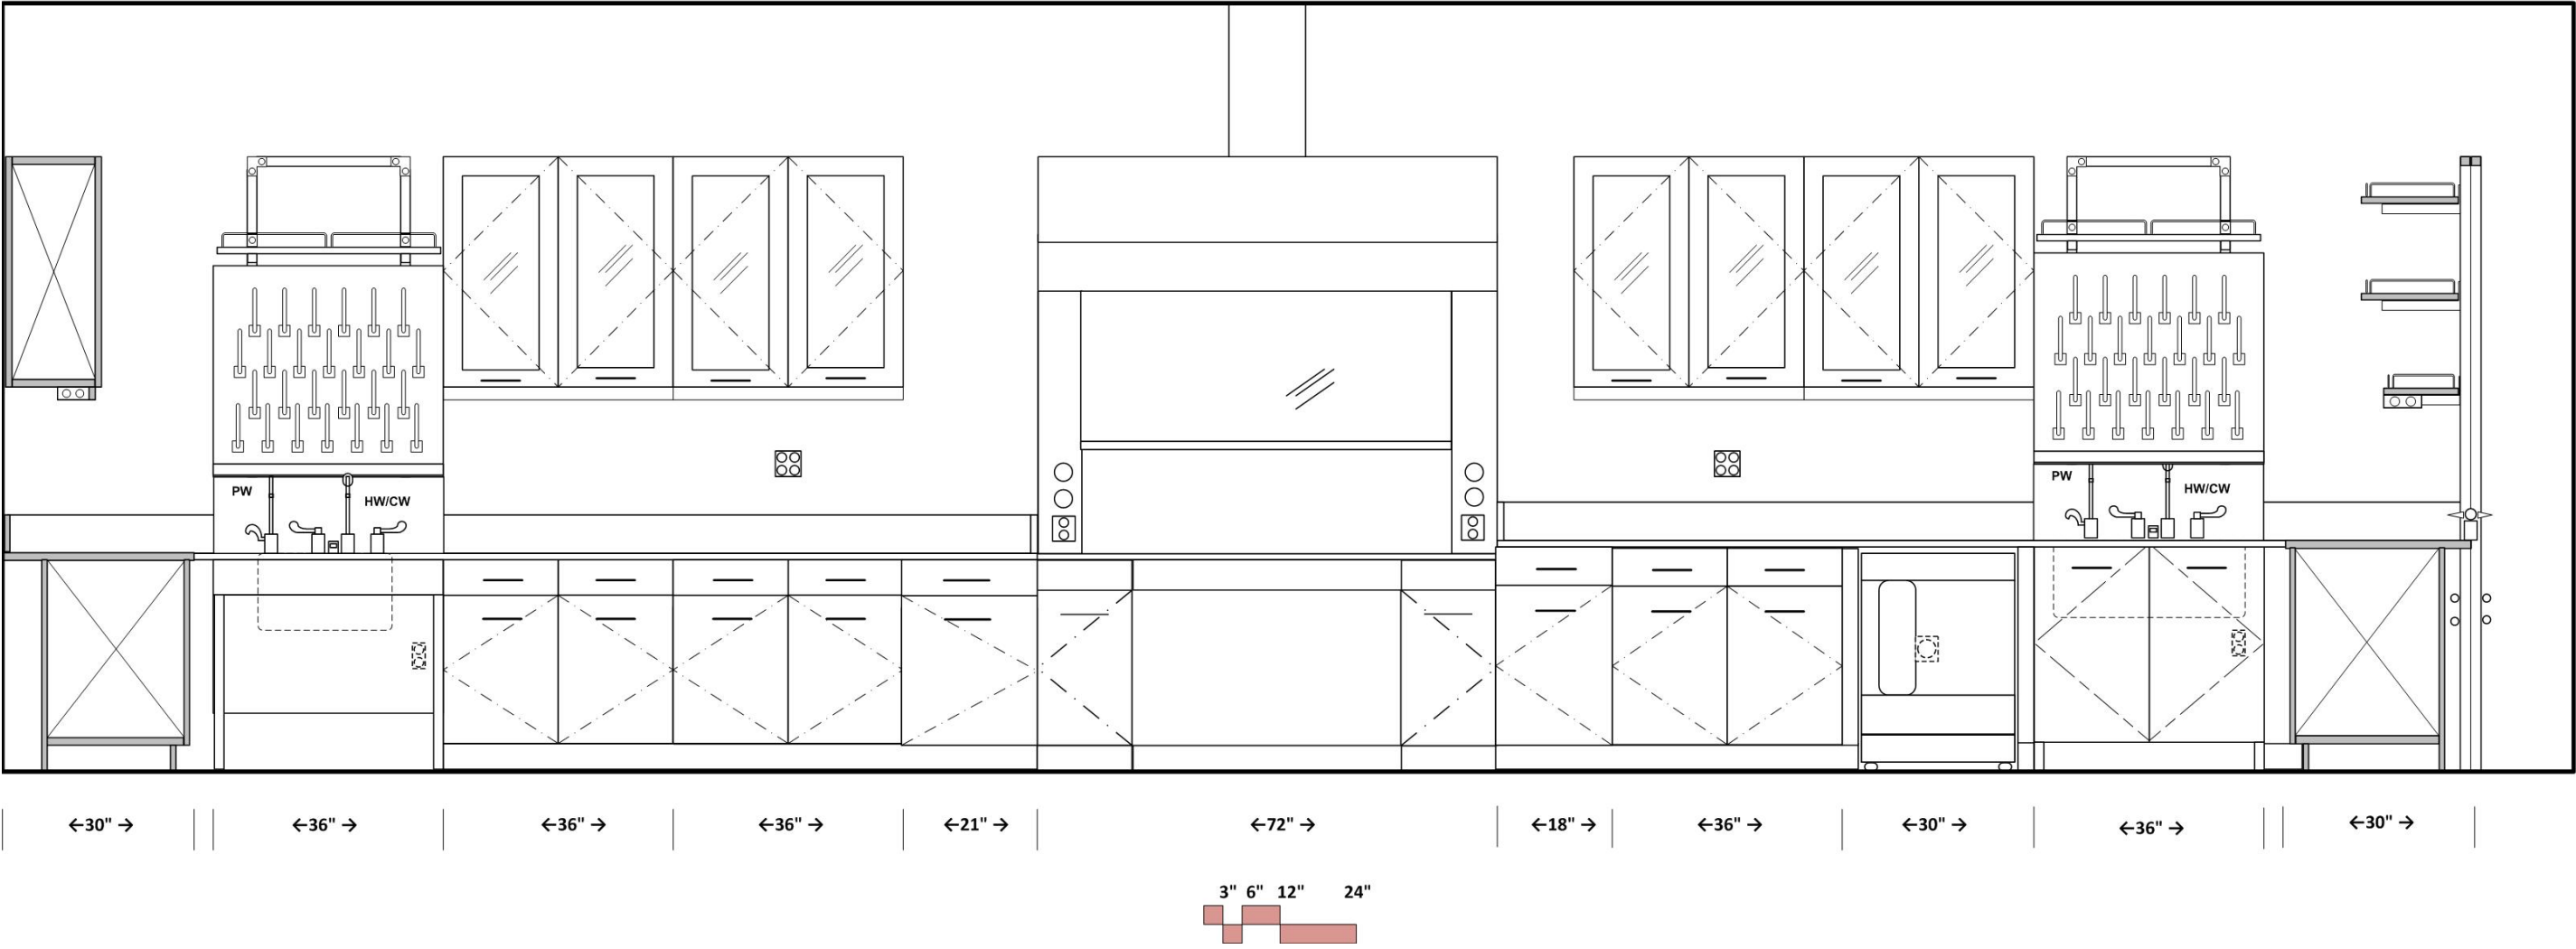 PW
HW/CW
PW
HW/CW
←30" →
←36" →
←36" →
←36" →
←21" →
←72" →
←18" →
←36" →
←30" →
←36" →
←30" →
3" 6" 12" 24"